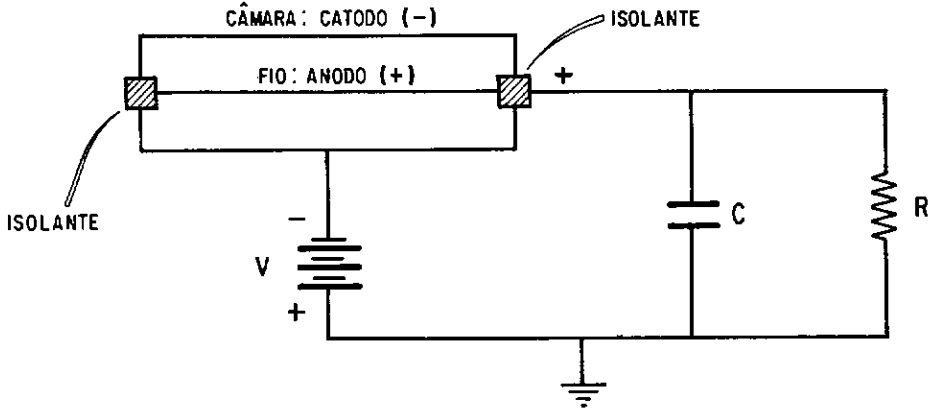 CÂMARA: CATODO (-)
ISOLANTE
FIO: ANODO (+)
+
ISOLANTE
-
V
+
C
R